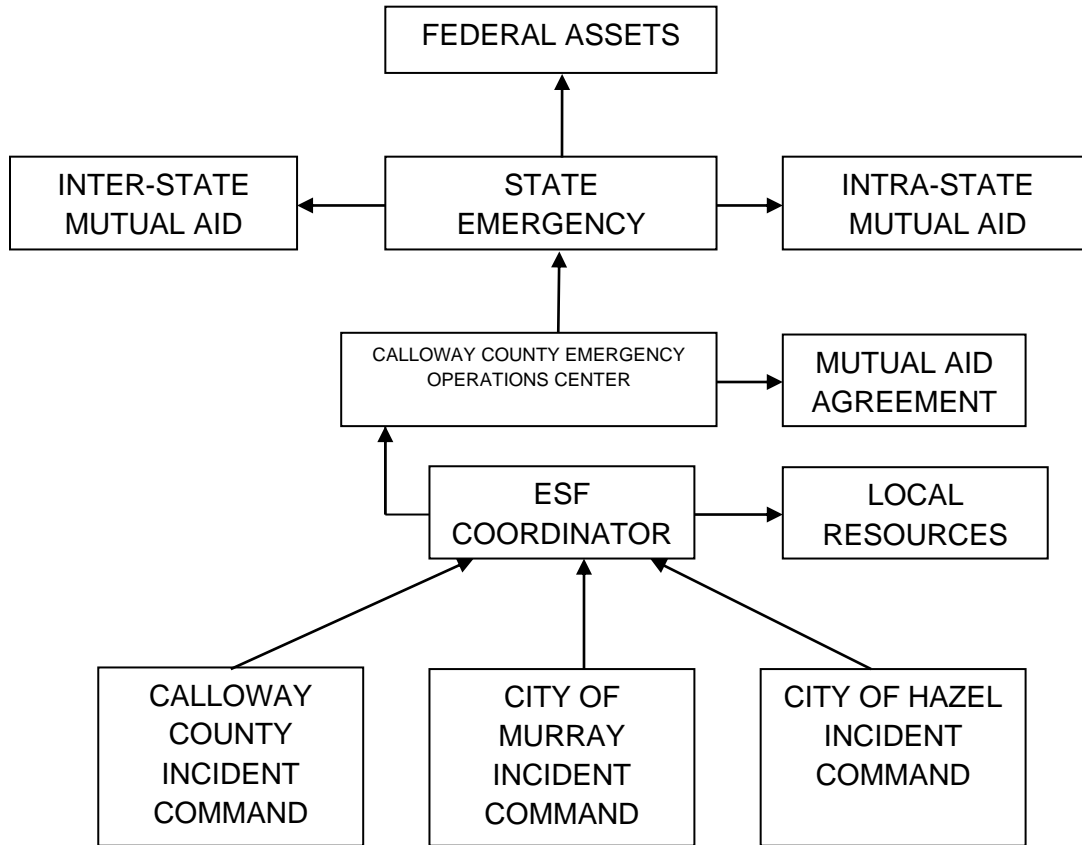 FEDERAL ASSETS
INTER-STATE
MUTUAL AID
STATE
EMERGENCY
INTRA-STATE
MUTUAL AID
CALLOWAY COUNTY EMERGENCY
OPERATIONS CENTER
MUTUAL AID
AGREEMENT
ESF
COORDINATOR
LOCAL
RESOURCES
CALLOWAY
COUNTY
INCIDENT
COMMAND
CITY OF
MURRAY
INCIDENT
COMMAND
CITY OF HAZEL
INCIDENT
COMMAND